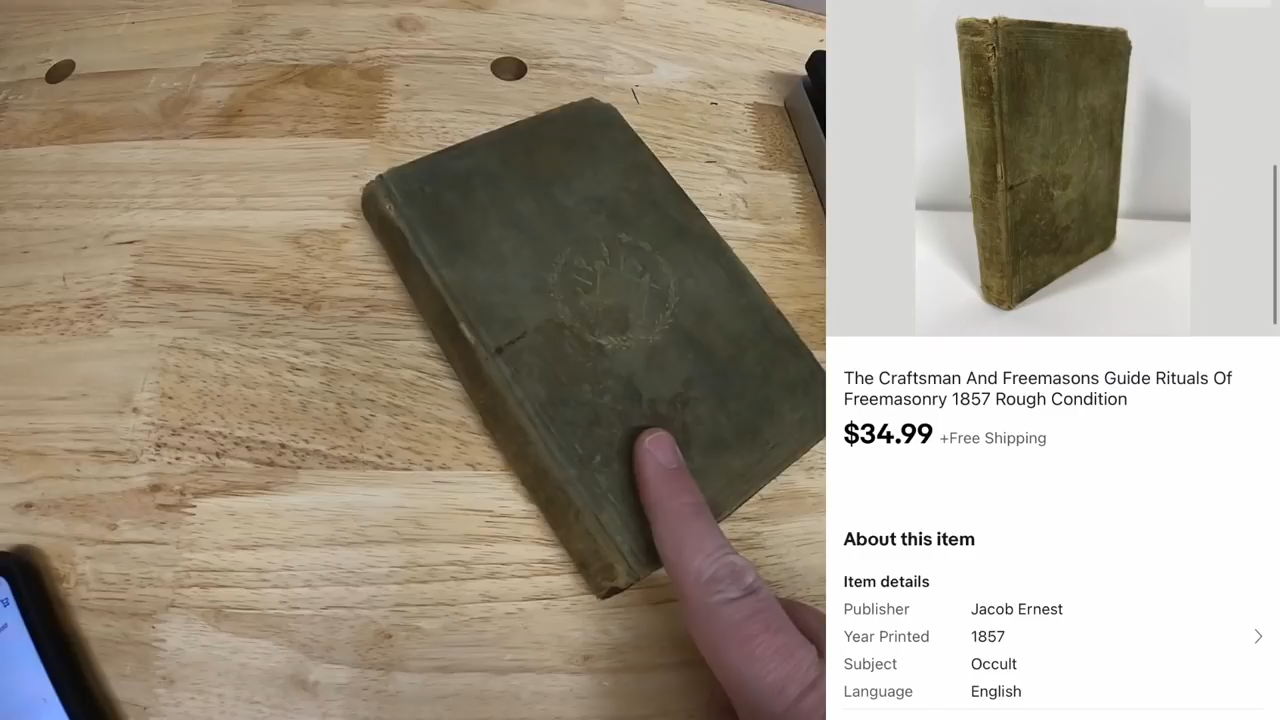 The Craftsman And Freemasons Guide Rituals Of
Freemasonry 1857 Rough Condition
$34.99 +Free Shipping
About this item
Item details
Publisher Jacob Ernest
Year Printed 1857
Subject Occult
Language English